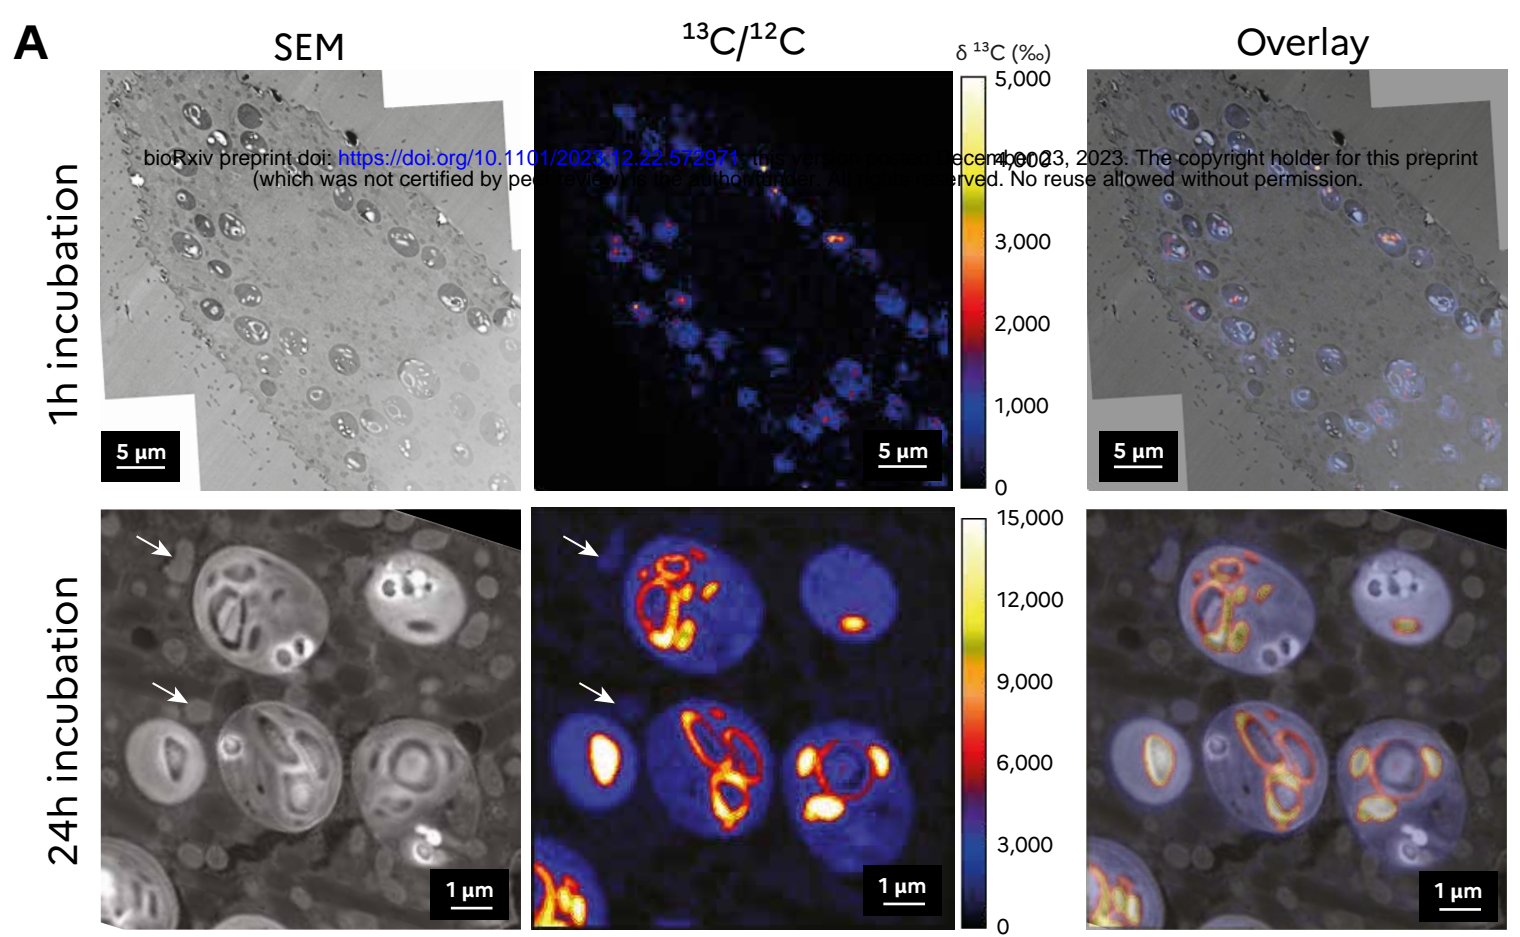 A
SEM
¹³C/¹²C
δ ¹³C (‰)
Overlay
5,000
4,000
3,000
2,000
1,000
0
bioRxiv preprint doi: https://doi.org/10.1101/2023.12.22.572971; this version posted December 23, 2023. The copyright holder for this preprint
(which was not certified by peer review) is the author/funder. All rights reserved. No reuse allowed without permission.
1h incubation
5 µm
5 µm
5 µm
15,000
12,000
9,000
6,000
3,000
0
24h incubation
1 µm
1 µm
1 µm